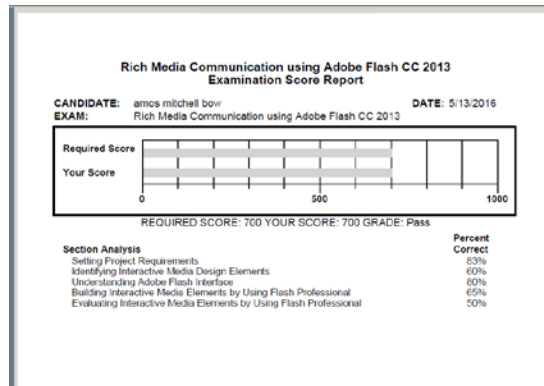 Rich Media Communication using Adobe Flash CC 2013
Examination Score Report
CANDIDATE: amos mitchell bow DATE: 5/13/2016
EXAM: Rich Media Communication using Adobe Flash CC 2013
Required Score
Your Score
0 500 1000
REQUIRED SCORE: 700 YOUR SCORE: 700 GRADE: Pass
Percent
Section Analysis Correct
Setting Project Requirements 83%
Identifying Interactive Media Design Elements 60%
Understanding Adobe Flash Interface 80%
Building Interactive Media Elements by Using Flash Professional 65%
Evaluating Interactive Media Elements by Using Flash Professional 50%